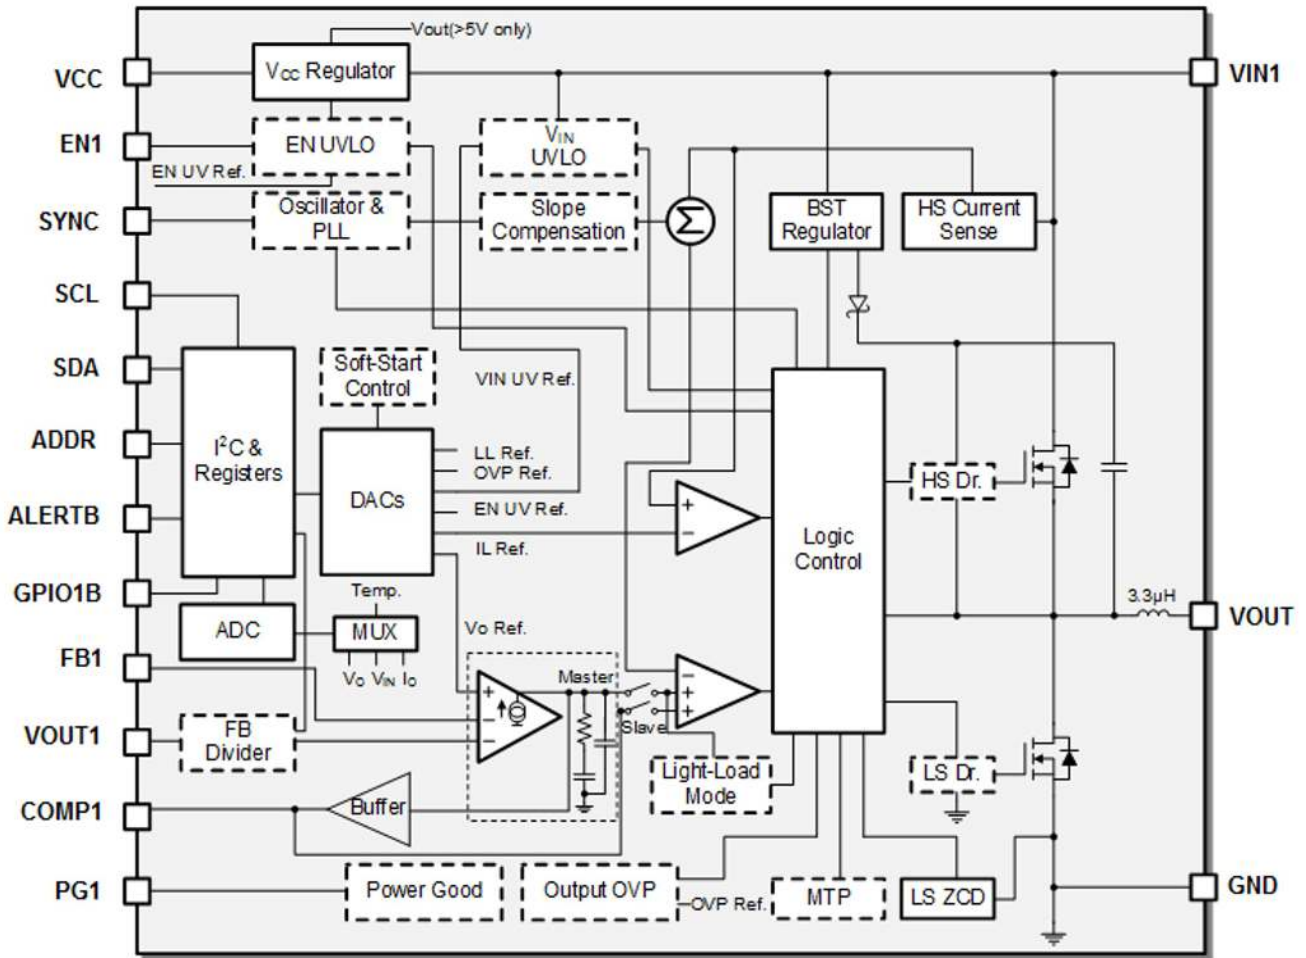 Vout(>5V only)
VCC
VCC Regulator
VIN1
EN1
EN UVLO
VIN
UVLO
EN UV Ref.
SYNC
Oscillator &
PLL
Slope
Compensation
Σ
BST
Regulator
HS Current
Sense
SCL
SDA
Soft-Start
Control
VIN UV Ref.
ADDR
I2C &
Registers
DACs
LL Ref.
OVP Ref.
EN UV Ref.
IL Ref.
+
−
Logic
Control
HS Dr.
ALERTB
GPIO1B
ADC
Temp.
MUX
VO VIN IO
Vo Ref.
3.3µH
VOUT
FB1
Master
Slave
+
−
−
−
+
+
VOUT1
FB
Divider
Light-Load
Mode
LS Dr.
COMP1
Buffer
PG1
Power Good
Output OVP
OVP Ref.
MTP
LS ZCD
GND